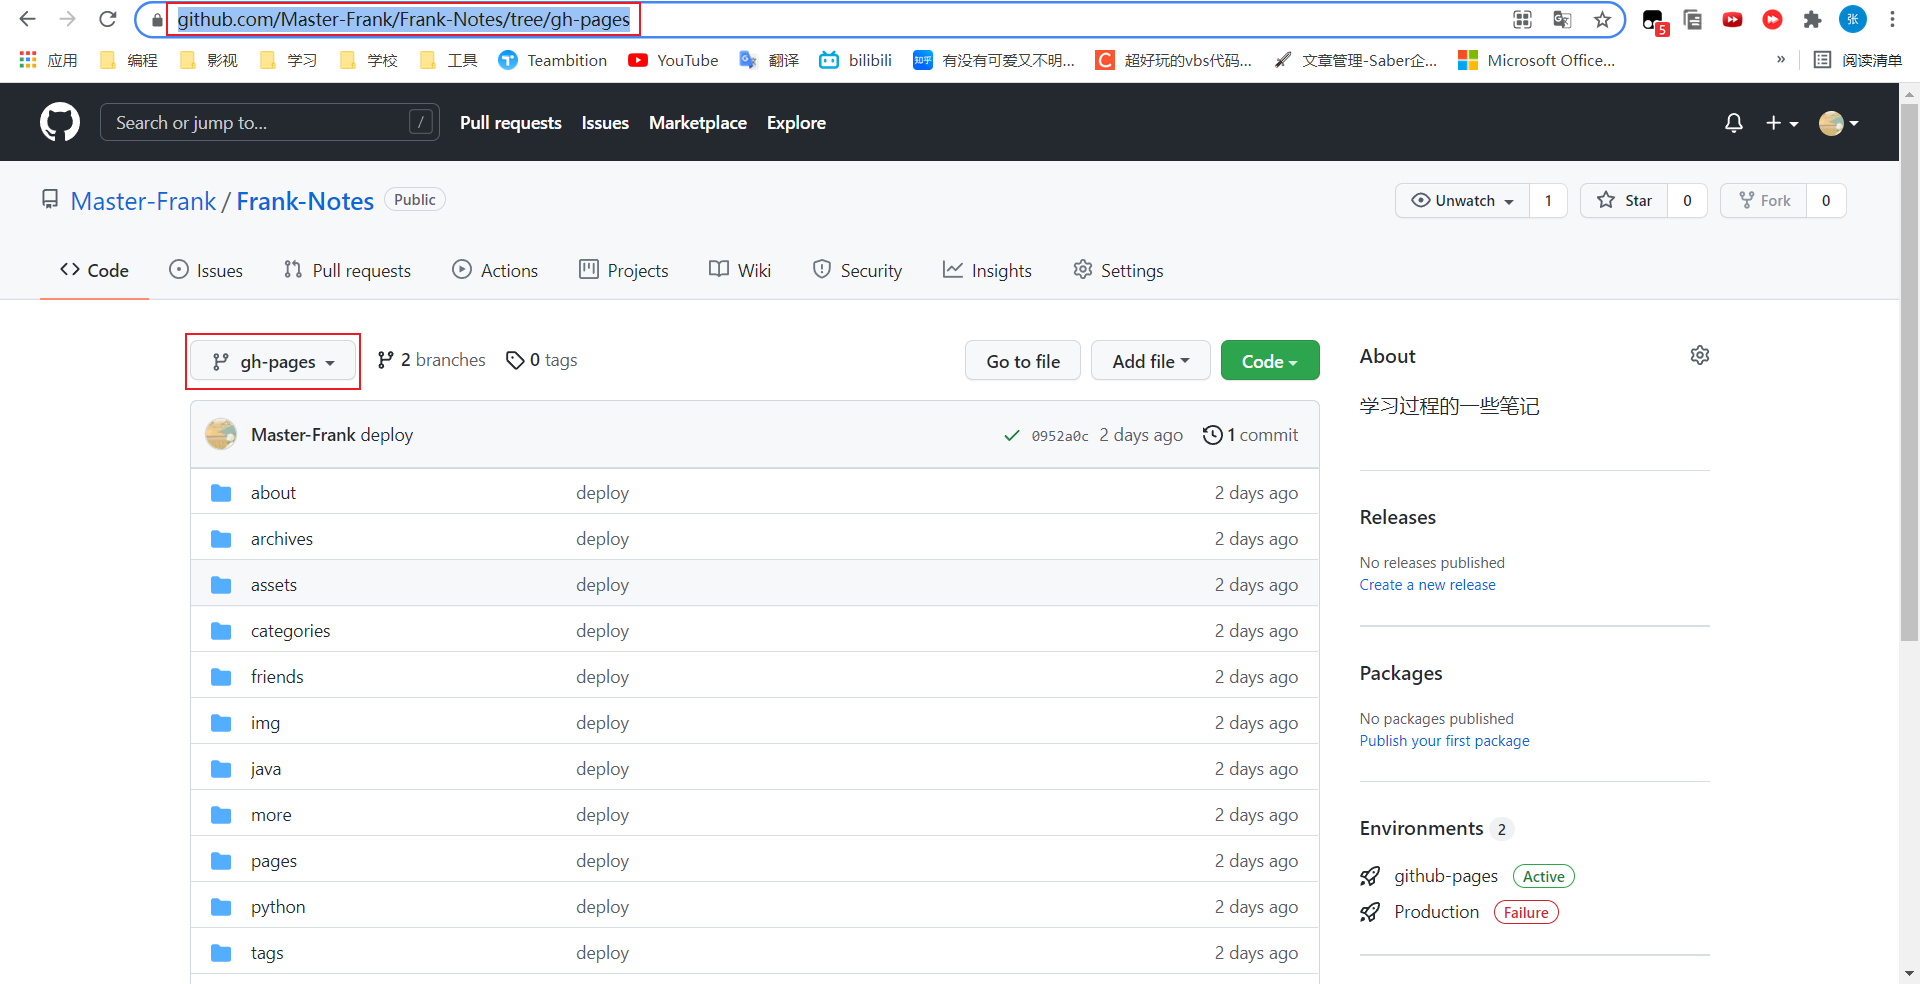 github.com/Master-Frank/Frank-Notes/tree/gh-pages
5
张
应用 编程 影视 学习 学校 工具 Teambition YouTube 翻译 bilibili 知乎 有没有可爱又不明... C 超好玩的vbs代码... 文章管理-Saber企... Microsoft Office... » 阅读清单
Search or jump to... / Pull requests Issues Marketplace Explore
Master-Frank / Frank-Notes Public Unwatch 1 Star 0 Fork 0
Code Issues Pull requests Actions Projects Wiki Security Insights Settings
gh-pages 2 branches 0 tags Go to file Add file Code
Master-Frank deploy 0952a0c 2 days ago 1 commit
about deploy 2 days ago
archives deploy 2 days ago
assets deploy 2 days ago
categories deploy 2 days ago
friends deploy 2 days ago
img deploy 2 days ago
java deploy 2 days ago
more deploy 2 days ago
pages deploy 2 days ago
python deploy 2 days ago
tags deploy 2 days ago
About
学习过程的一些笔记
Releases
No releases published
Create a new release
Packages
No packages published
Publish your first package
Environments 2
github-pages Active
Production Failure